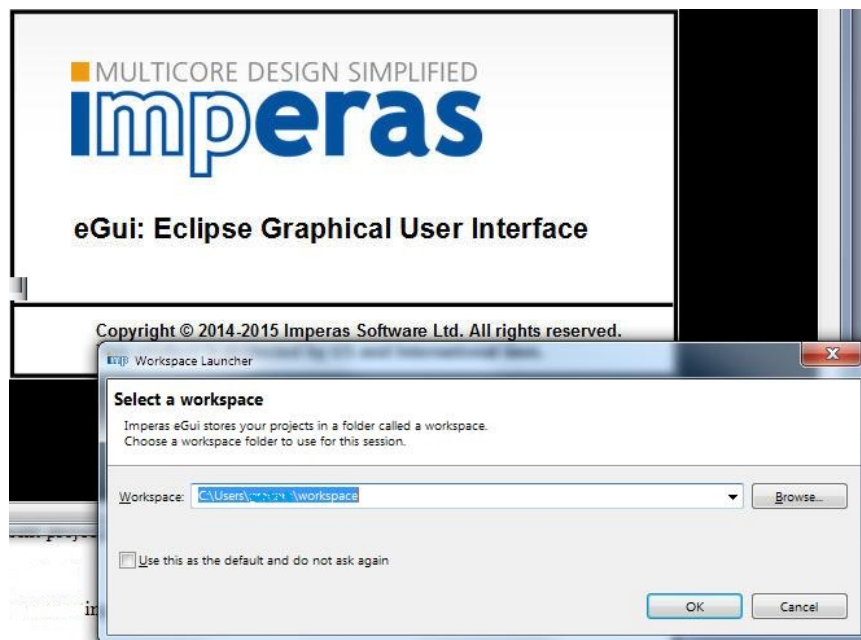 MULTICORE DESIGN SIMPLIFIED
imperas
eGui: Eclipse Graphical User Interface
Copyright © 2014-2015 Imperas Software Ltd. All rights reserved.
imp Workspace Launcher
Select a workspace
Imperas eGui stores your projects in a folder called a workspace.
Choose a workspace folder to use for this session.
Workspace: C:\Users\ \workspace Browse...
Use this as the default and do not ask again
OK Cancel